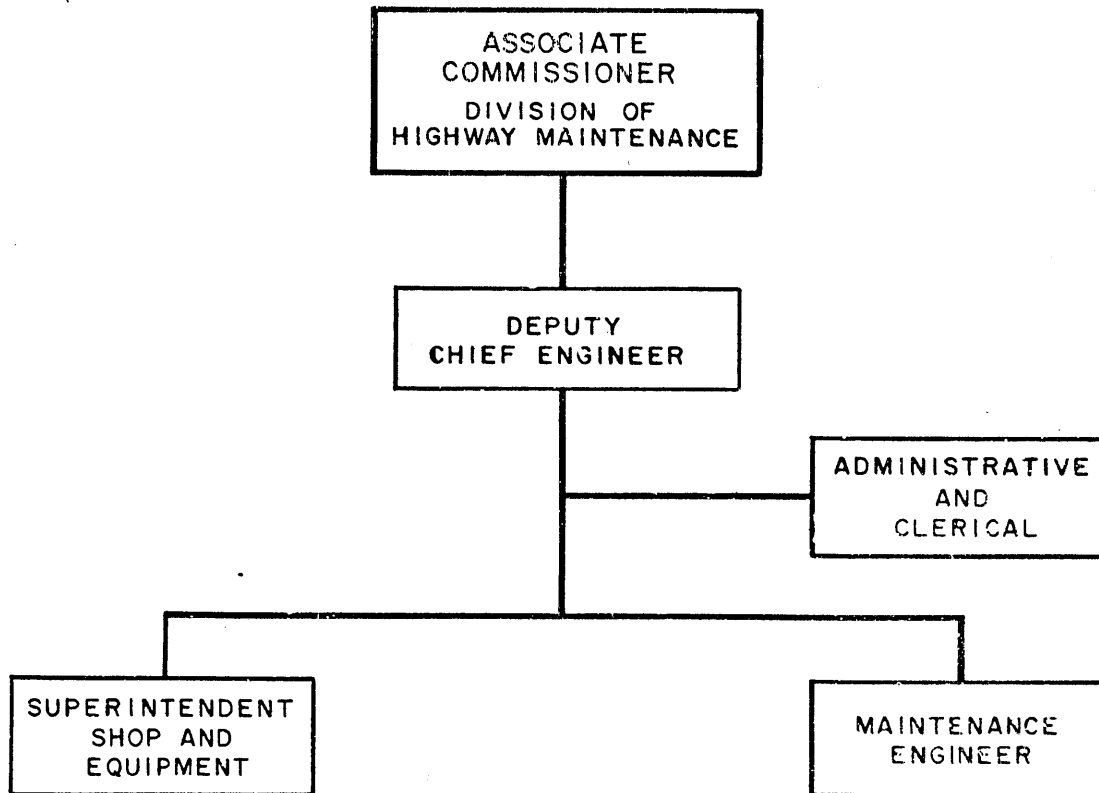 ASSOCIATE
COMMISSIONER
DIVISION OF
HIGHWAY MAINTENANCE
DEPUTY
CHIEF ENGINEER
ADMINISTRATIVE
AND
CLERICAL
SUPERINTENDENT
SHOP AND
EQUIPMENT
MAINTENANCE
ENGINEER